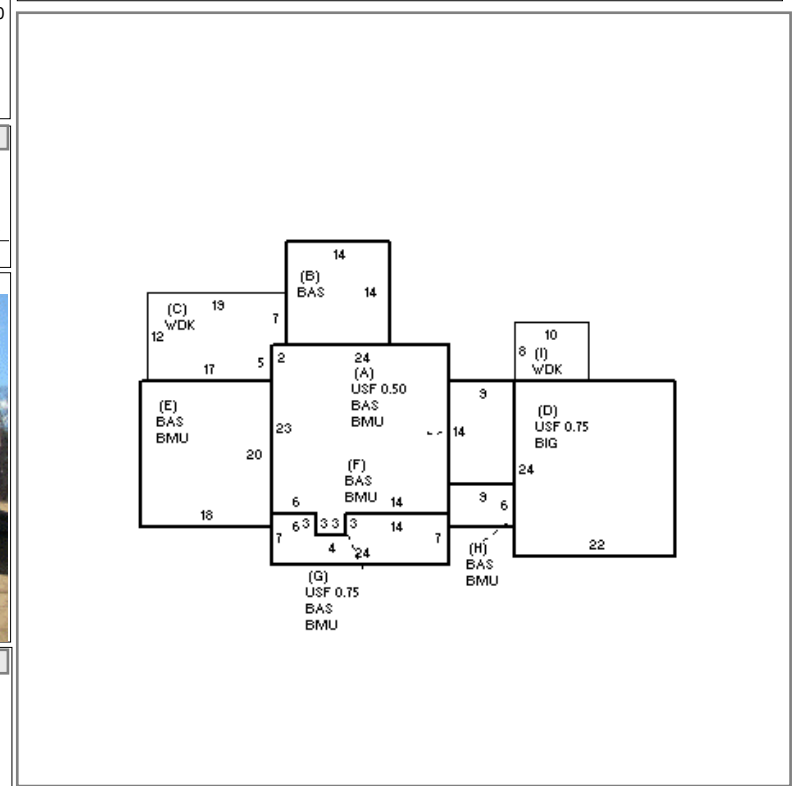 14
(B)
BAS
14
(C)
WDK
19
7
12
17
5
10
8
(I)
WDK
2
24
(A)
USF 0.50
BAS
BMU
9
14
23
(E)
BAS
BMU
20
18
(D)
USF 0.75
BIG
24
22
(F)
BAS
BMU
6
14
9
6
6
3
3
3
3
14
7
7
4
24
(H)
BAS
BMU
(G)
USF 0.75
BAS
BMU